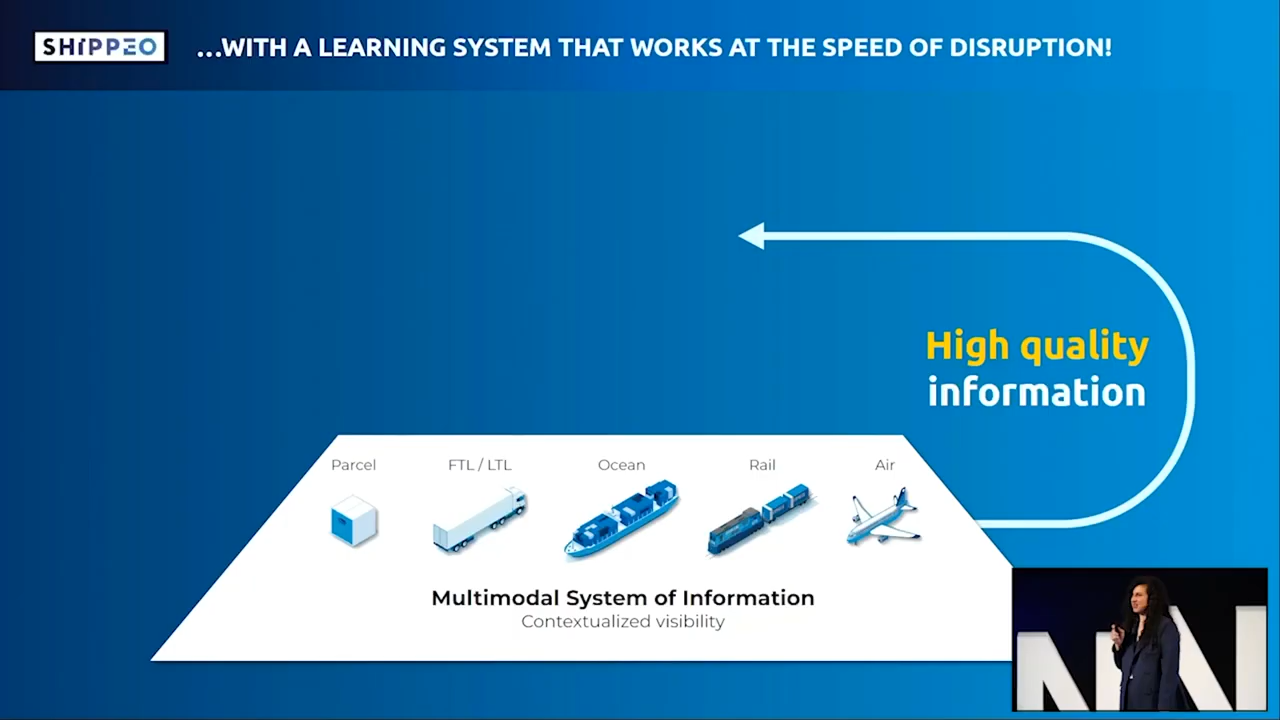 SHIPPEO
...WITH A LEARNING SYSTEM THAT WORKS AT THE SPEED OF DISRUPTION!
High quality
information
Parcel
FTL / LTL
Ocean
Rail
Air
Multimodal System of Information
Contextualized visibility